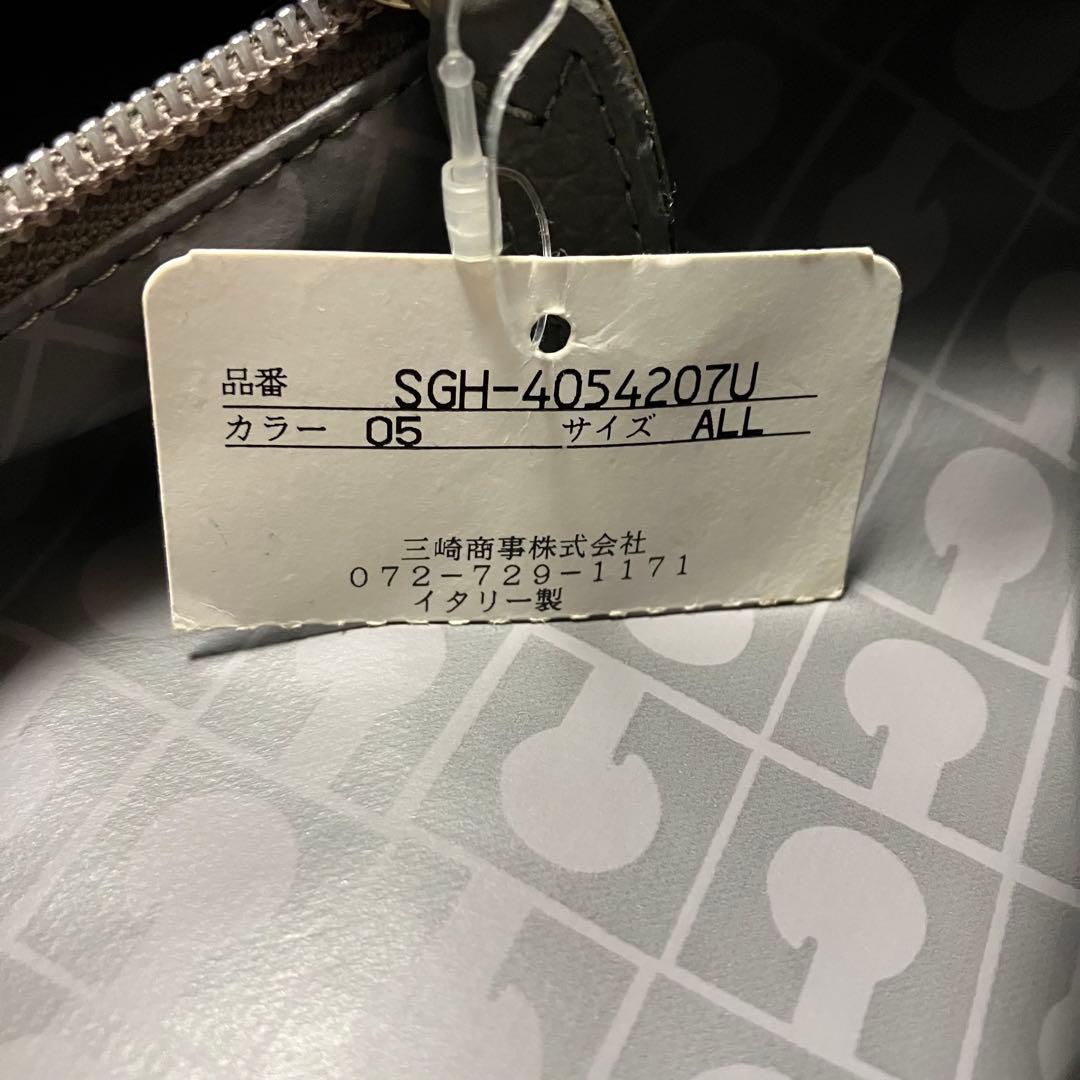 品番 SGH-4054207U
カラー 05 サイズ ALL
三崎商事株式会社
072-729-1171
イタリー製